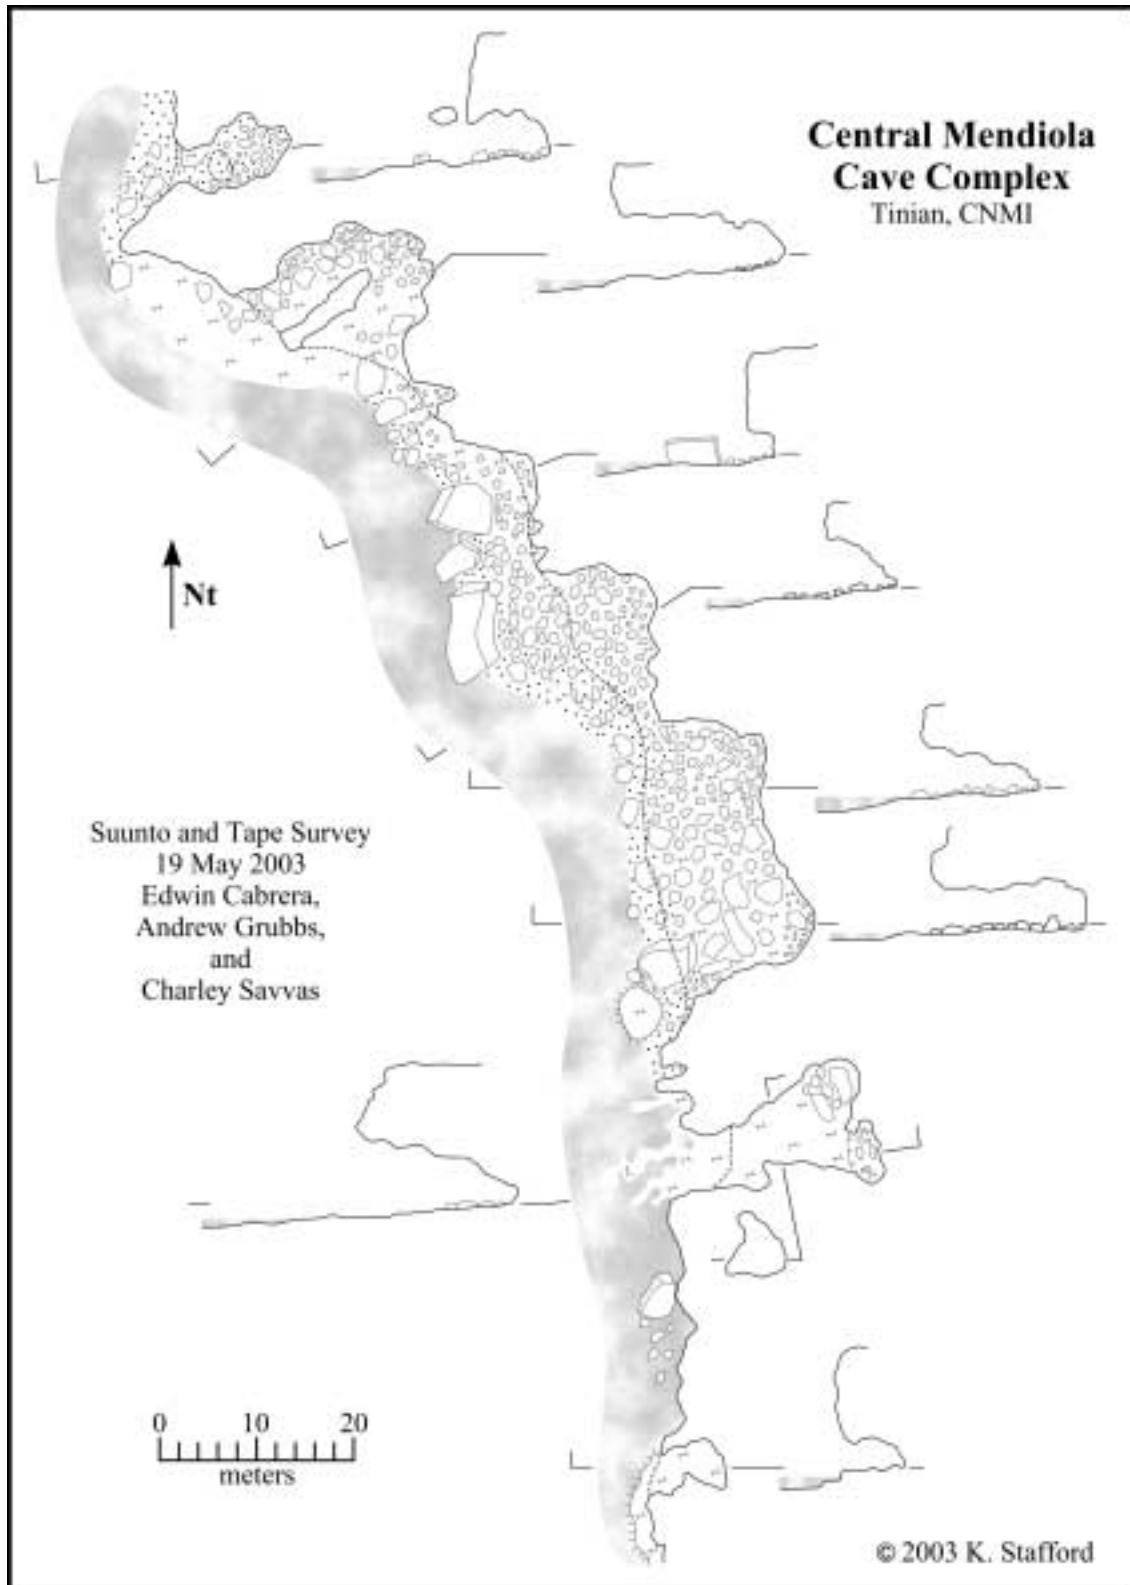 Central Mendiola
Cave Complex
Tinian, CNMI
Nt
Suunto and Tape Survey
19 May 2003
Edwin Cabrera,
Andrew Grubbs,
and
Charley Savvas
0 10 20
meters
© 2003 K. Stafford